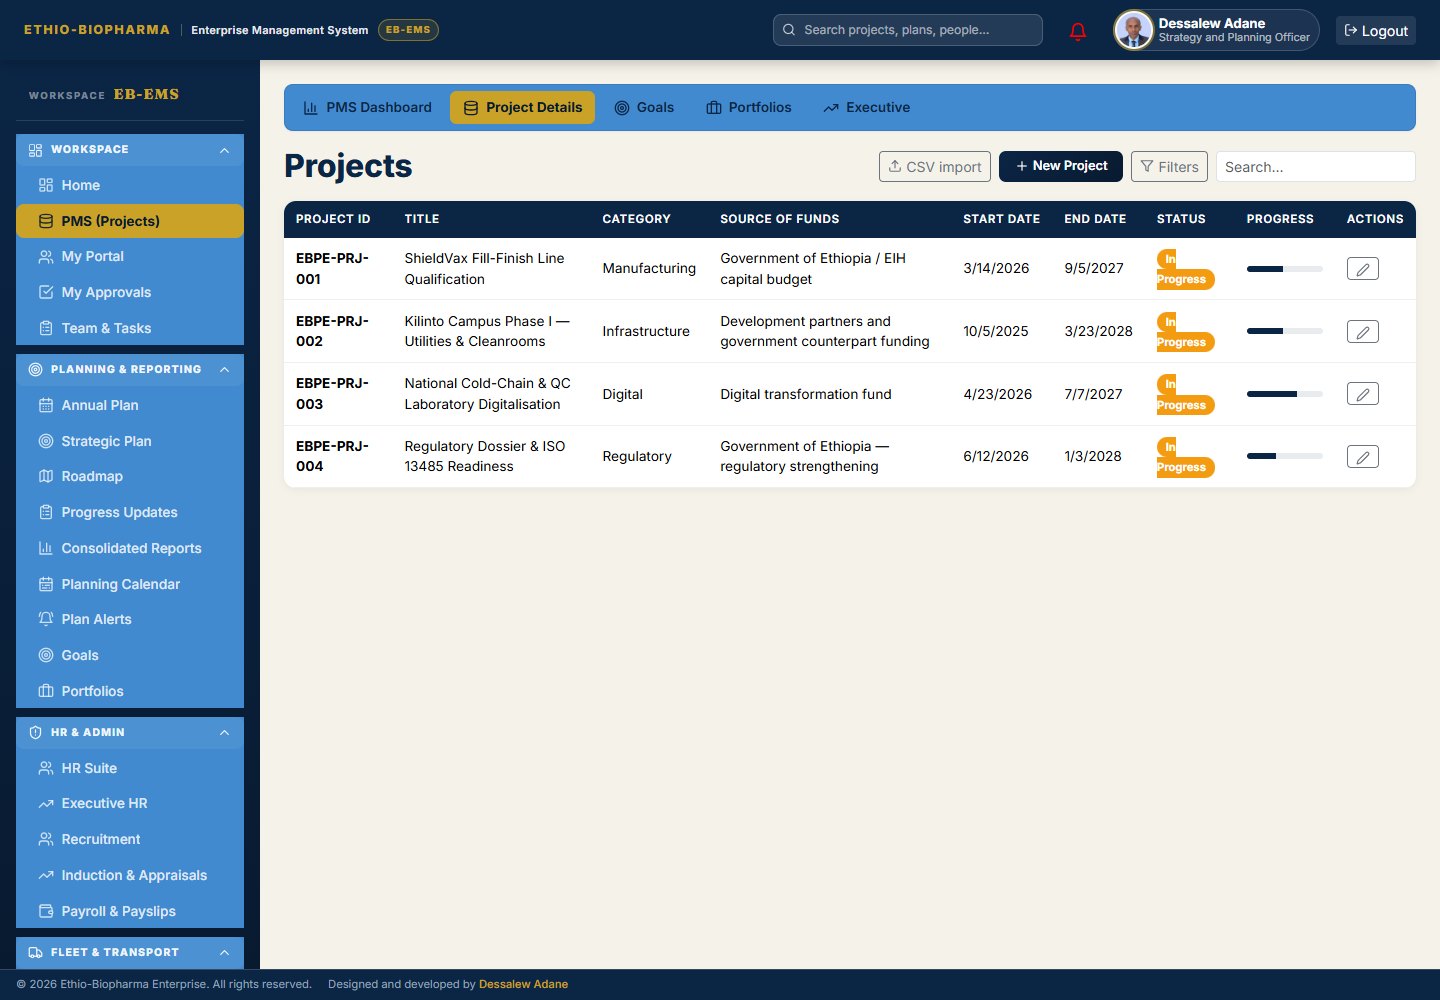 ETHIO-BIOPHARMA | Enterprise Management System EB-EMS
Search projects, plans, people...
Dessalew Adane
Strategy and Planning Officer
Logout
WORKSPACE EB-EMS
WORKSPACE
Home
PMS (Projects)
My Portal
My Approvals
Team & Tasks
PLANNING & REPORTING
Annual Plan
Strategic Plan
Roadmap
Progress Updates
Consolidated Reports
Planning Calendar
Plan Alerts
Goals
Portfolios
HR & ADMIN
HR Suite
Executive HR
Recruitment
Induction & Appraisals
Payroll & Payslips
FLEET & TRANSPORT
PMS Dashboard Project Details Goals Portfolios Executive
Projects
CSV import + New Project Filters Search...
PROJECT ID TITLE CATEGORY SOURCE OF FUNDS START DATE END DATE STATUS PROGRESS ACTIONS
EBPE-PRJ-
001
ShieldVax Fill-Finish Line
Qualification
Manufacturing
Government of Ethiopia / EIH
capital budget
3/14/2026
9/5/2027
In
Progress
EBPE-PRJ-
002
Kilinto Campus Phase I —
Utilities & Cleanrooms
Infrastructure
Development partners and
government counterpart funding
10/5/2025
3/23/2028
In
Progress
EBPE-PRJ-
003
National Cold-Chain & QC
Laboratory Digitalisation
Digital
Digital transformation fund
4/23/2026
7/7/2027
In
Progress
EBPE-PRJ-
004
Regulatory Dossier & ISO
13485 Readiness
Regulatory
Government of Ethiopia —
regulatory strengthening
6/12/2026
1/3/2028
In
Progress
© 2026 Ethio-Biopharma Enterprise. All rights reserved. Designed and developed by Dessalew Adane